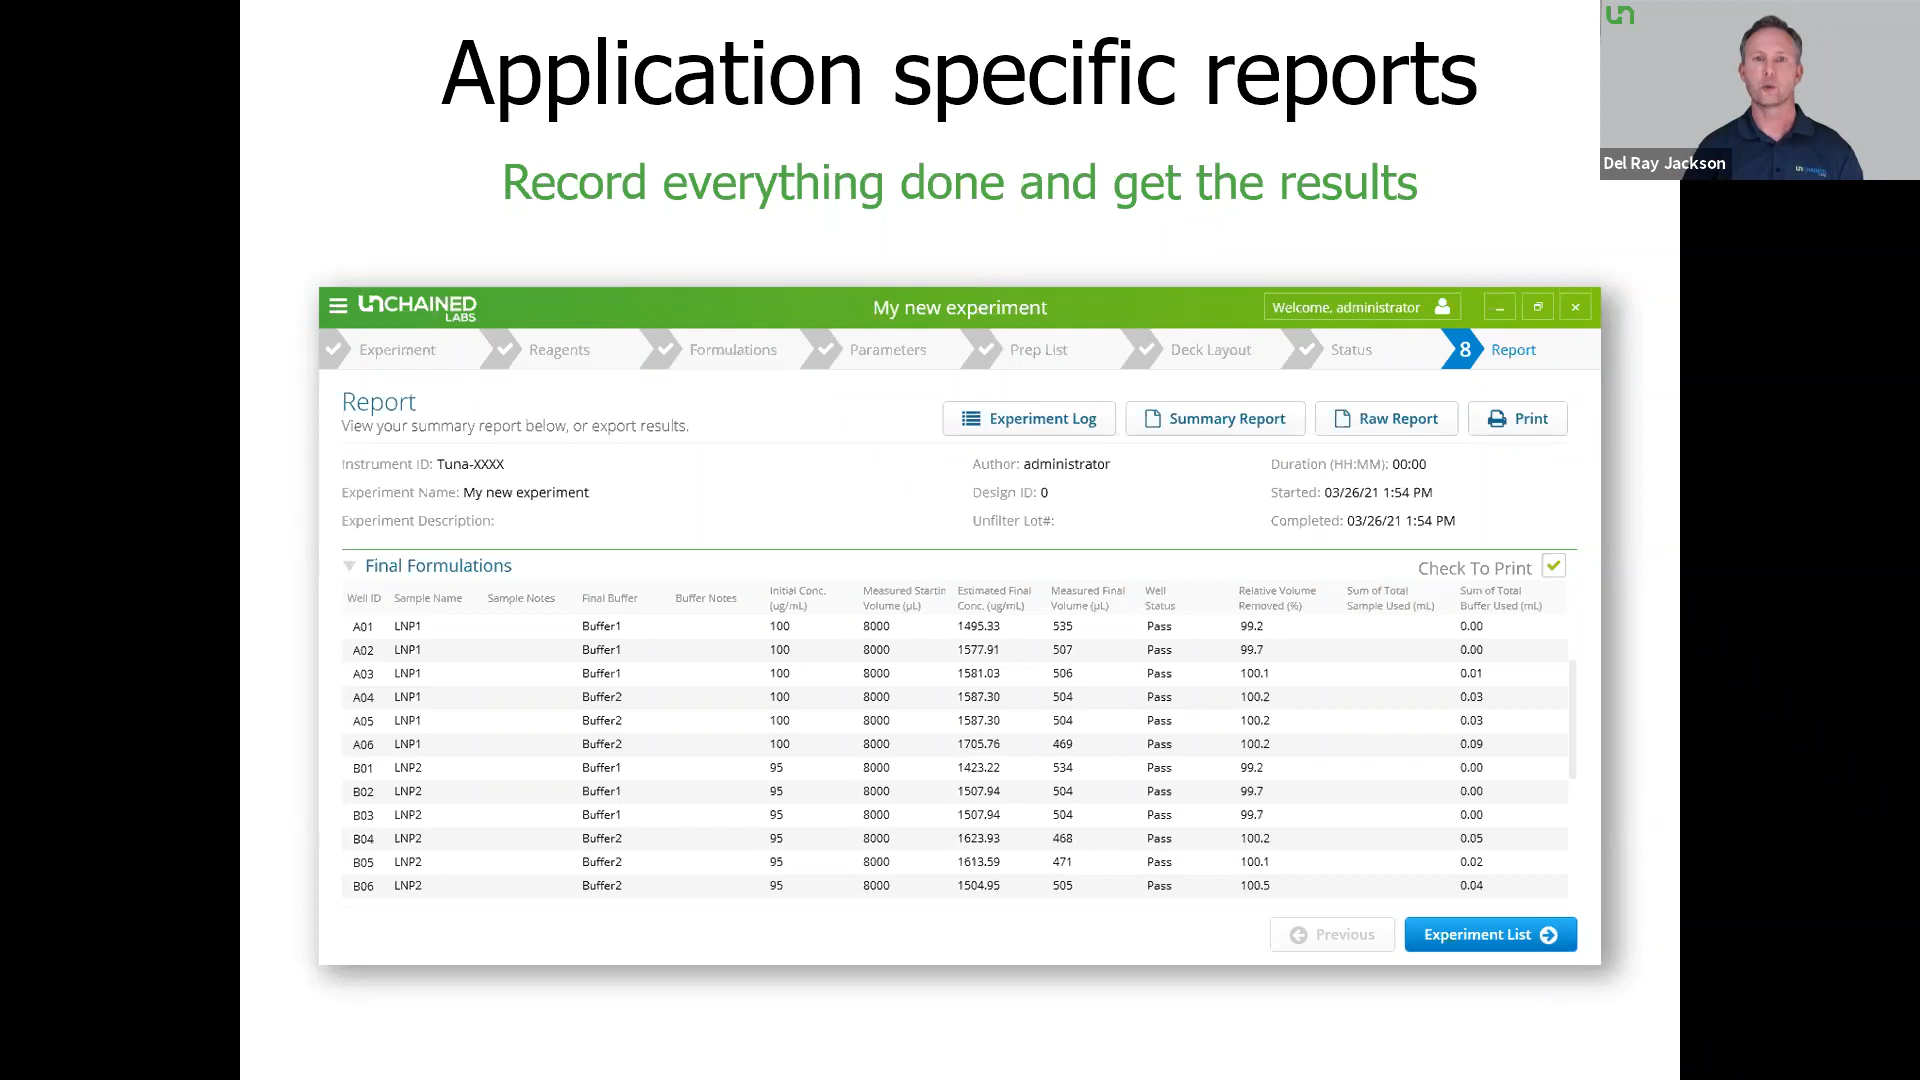 Application specific reports
Record everything done and get the results
un
Del Ray Jackson
UNCHAINED LABS
My new experiment
Welcome, administrator
Experiment Reagents Formulations Parameters Prep List Deck Layout Status 8 Report
Report
View your summary report below, or export results.
Experiment Log Summary Report Raw Report Print
Instrument ID: Tuna-XXXX Author: administrator Duration (HH:MM): 00:00
Experiment Name: My new experiment Design ID: 0 Started: 03/26/21 1:54 PM
Experiment Description: Unfilter Lot#: Completed: 03/26/21 1:54 PM
Final Formulations Check To Print
Well ID Sample Name Sample Notes Final Buffer Buffer Notes Initial Conc. (ug/mL) Measured Startin Volume (µL) Estimated Final Conc. (ug/mL) Measured Final Volume (µL) Well Status Relative Volume Removed (%) Sum of Total Sample Used (mL) Sum of Total Buffer Used (mL)
A01 LNP1 Buffer1 100 8000 1495.33 535 Pass 99.2 0.00
A02 LNP1 Buffer1 100 8000 1577.91 507 Pass 99.7 0.00
A03 LNP1 Buffer1 100 8000 1581.03 506 Pass 100.1 0.01
A04 LNP1 Buffer2 100 8000 1587.30 504 Pass 100.2 0.03
A05 LNP1 Buffer2 100 8000 1587.30 504 Pass 100.2 0.03
A06 LNP1 Buffer2 100 8000 1705.76 469 Pass 100.2 0.09
B01 LNP2 Buffer1 95 8000 1423.22 534 Pass 99.2 0.00
B02 LNP2 Buffer1 95 8000 1507.94 504 Pass 99.7 0.00
B03 LNP2 Buffer1 95 8000 1507.94 504 Pass 99.7 0.00
B04 LNP2 Buffer2 95 8000 1623.93 468 Pass 100.2 0.05
B05 LNP2 Buffer2 95 8000 1613.59 471 Pass 100.1 0.02
B06 LNP2 Buffer2 95 8000 1504.95 505 Pass 100.5 0.04
Previous Experiment List